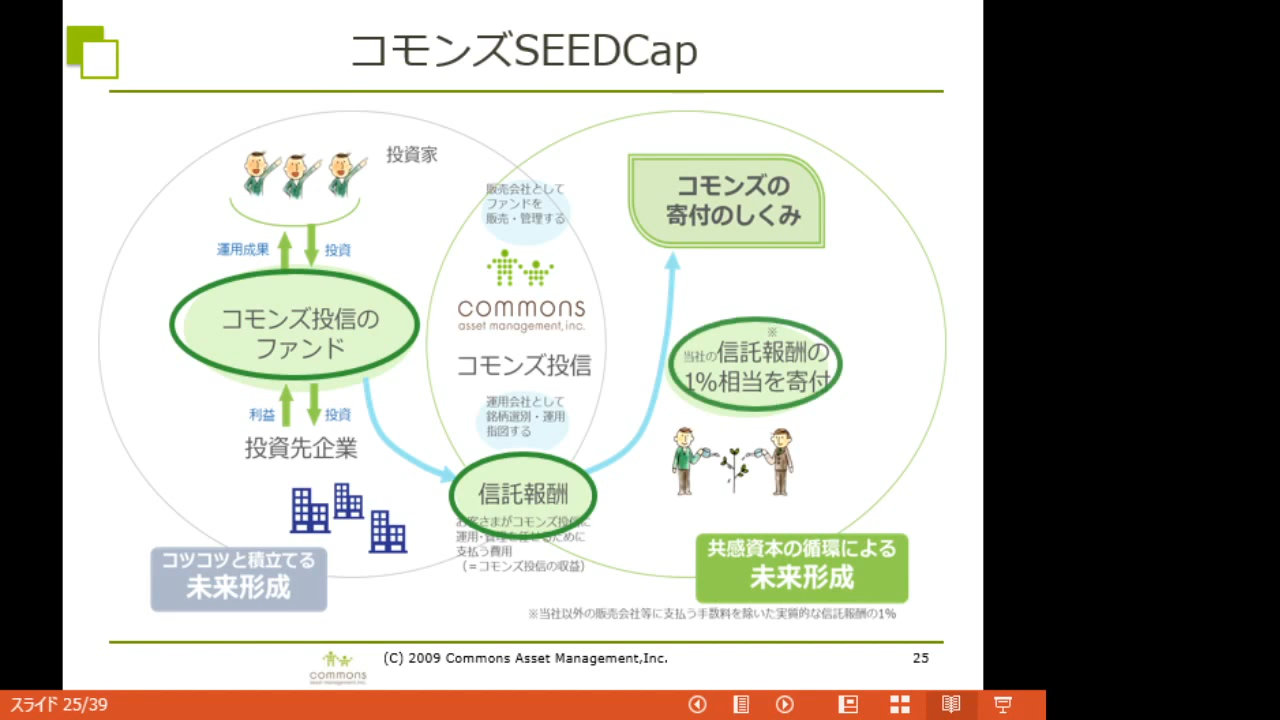 コモンズSEEDCap
投資家
運用成果
投資
コモンズ投信の
ファンド
利益
投資
投資先企業
コツコツと積立てる
未来形成
販売会社として
ファンドを
販売・管理する
commons
asset management,inc.
コモンズ投信
運用会社として
銘柄選別・運用
指図する
信託報酬
お客さまがコモンズ投信に
運用・管理を任せるために
支払う費用
(＝コモンズ投信の収益)
コモンズの
寄付のしくみ
※
当社の信託報酬の
1%相当を寄付
共感資本の循環による
未来形成
※当社以外の販売会社等に支払う手数料を除いた実質的な信託報酬の1%
commons
asset management,inc.
(C) 2009 Commons Asset Management,Inc.
25
スライド 25/39